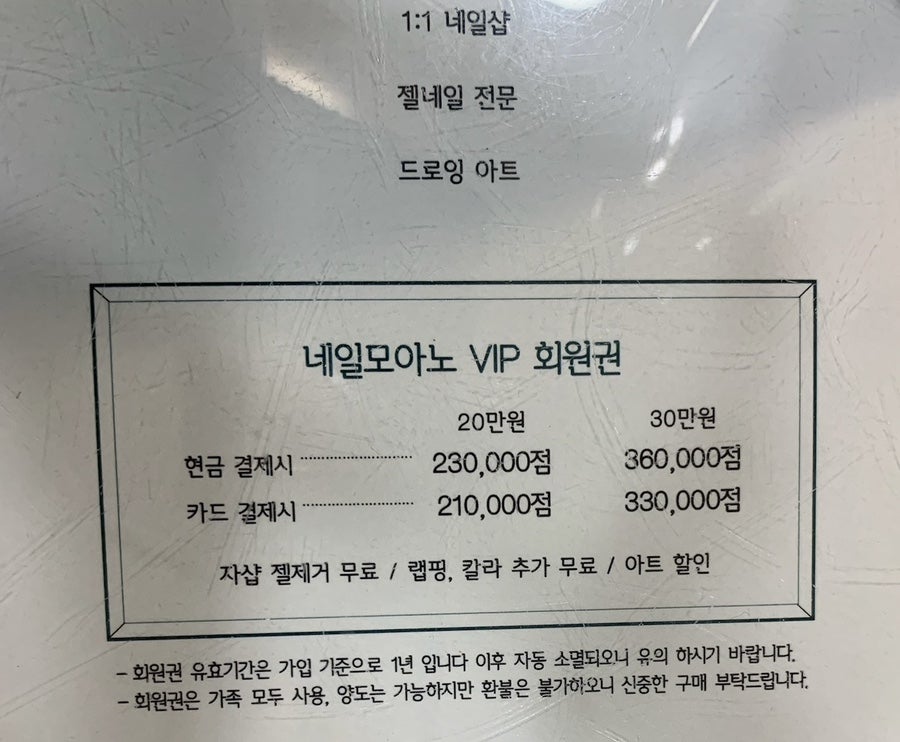 1:1 네일샵
젤네일 전문
드로잉 아트
네일모아노 VIP 회원권
20만원 30만원
현금 결제시 230,000점 360,000점
카드 결제시 210,000점 330,000점
자샵 젤제거 무료 / 랩핑, 칼라 추가 무료 / 아트 할인
- 회원권 유효기간은 가입 기준으로 1년 입니다 이후 자동 소멸되오니 유의 하시기 바랍니다.
- 회원권은 가족 모두 사용, 양도는 가능하지만 환불은 불가하오니 신중한 구매 부탁드립니다.